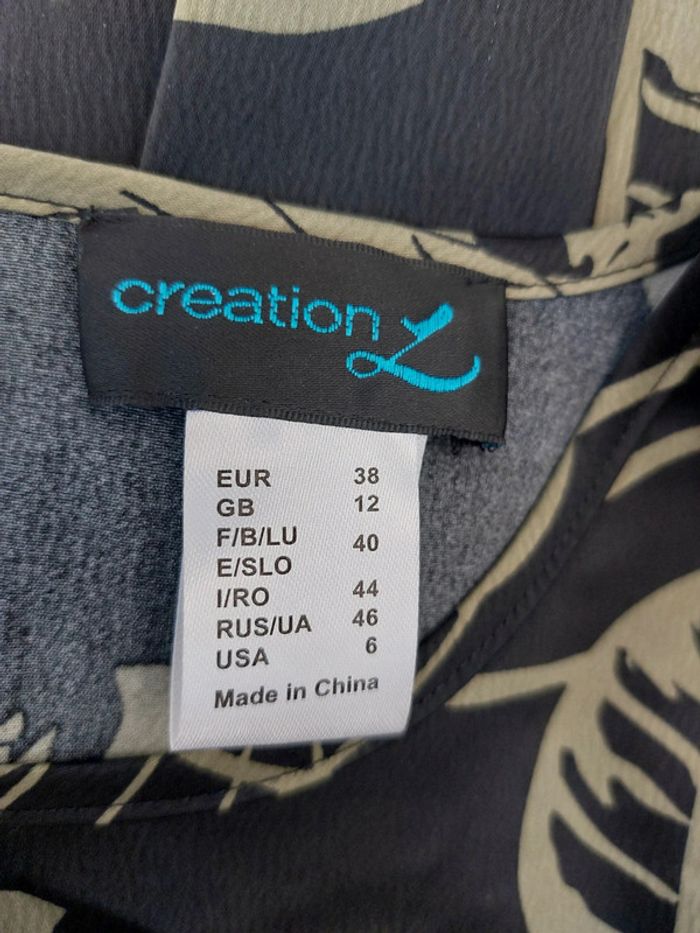 creation L
EUR 38
GB 12
F/B/LU 40
E/SLO
I/RO 44
RUS/UA 46
USA 6
Made in China